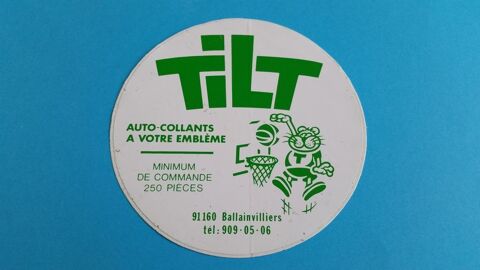 TiLT
AUTO-COLLANTS
A VOTRE EMBLÈME
MINIMUM
DE COMMANDE
250 PIÈCES
T
91160 Ballainvilliers
tél: 909-05-06